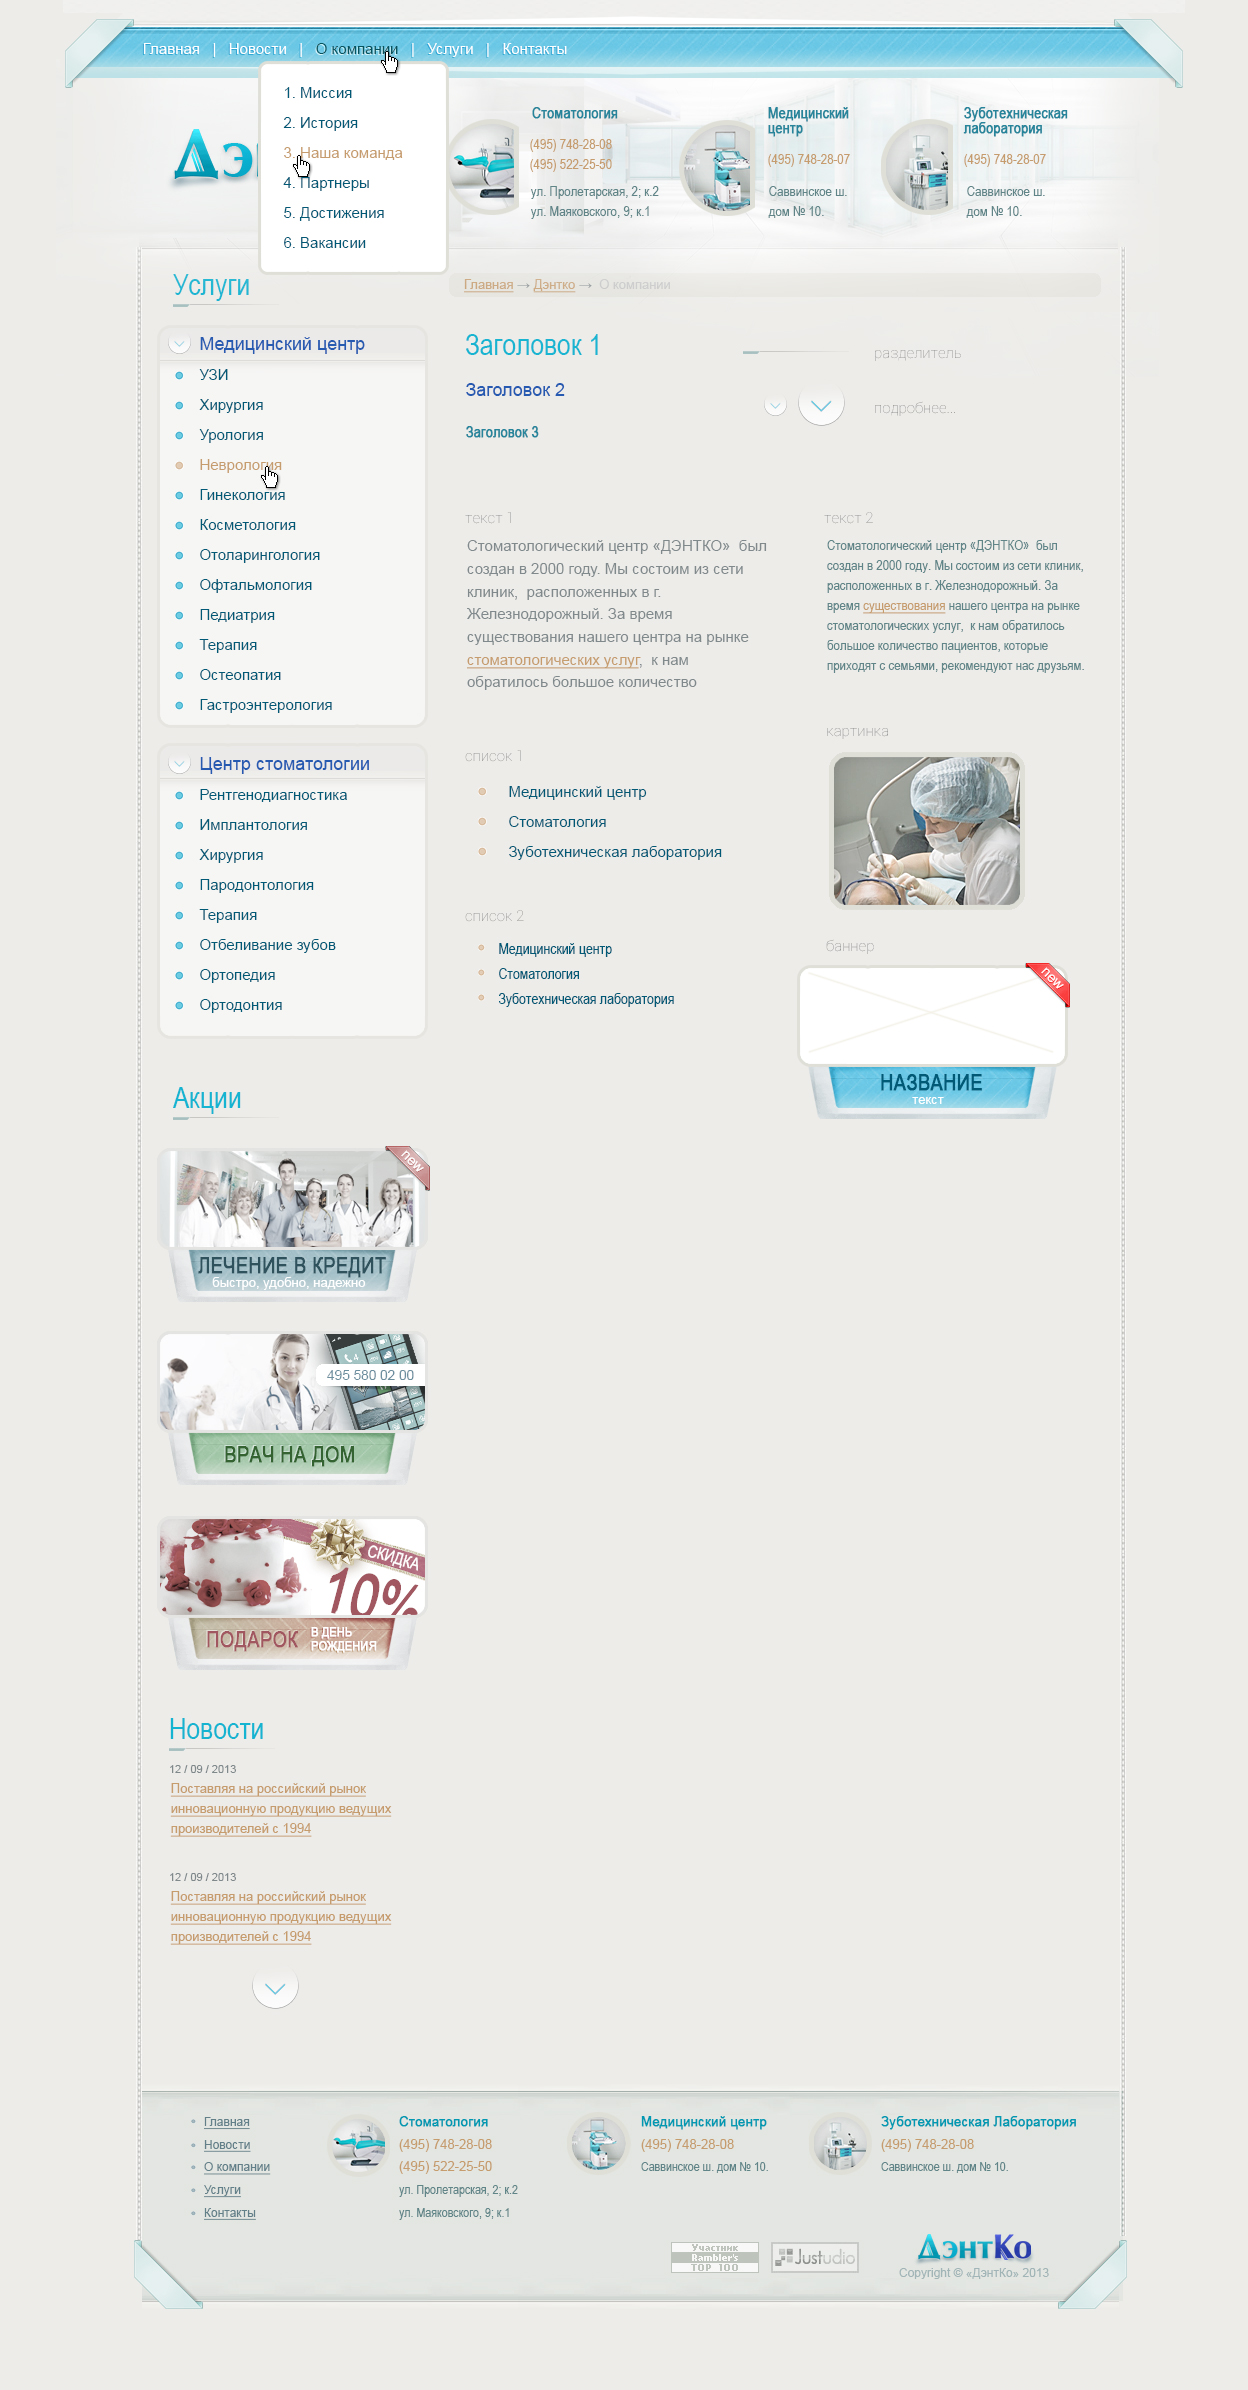 Главная | Новости | О компании | Услуги | Контакты
1. Миссия
2. История
3. Наша команда
4. Партнеры
5. Достижения
6. Вакансии
Дэ
Стоматология
(495) 748-28-08
(495) 522-25-50
ул. Пролетарская, 2; к.2
ул. Маяковского, 9; к.1
Медицинский
центр
(495) 748-28-07
Саввинское ш.
дом № 10.
Зуботехническая
лаборатория
(495) 748-28-07
Саввинское ш.
дом № 10.
Услуги
Медицинский центр
УЗИ
Хирургия
Урология
Неврология
Гинекология
Косметология
Отоларингология
Офтальмология
Педиатрия
Терапия
Остеопатия
Гастроэнтерология
Центр стоматологии
Рентгенодиагностика
Имплантология
Хирургия
Пародонтология
Терапия
Отбеливание зубов
Ортопедия
Ортодонтия
Акции
new
ЛЕЧЕНИЕ В КРЕДИТ
быстро, удобно, надежно
495 580 02 00
ВРАЧ НА ДОМ
СКИДКА
10%
ПОДАРОК
В ДЕНЬ
РОЖДЕНИЯ
Новости
12 / 09 / 2013
Поставляя на российский рынок
инновационную продукцию ведущих
производителей с 1994
12 / 09 / 2013
Поставляя на российский рынок
инновационную продукцию ведущих
производителей с 1994
Главная → Дэнтко → О компании
Заголовок 1
Заголовок 2
Заголовок 3
разделитель
подробнее...
текст 1
Стоматологический центр «ДЭНТКО» был
создан в 2000 году. Мы состоим из сети
клиник, расположенных в г.
Железнодорожный. За время
существования нашего центра на рынке
стоматологических услуг, к нам
обратилось большое количество
текст 2
Стоматологический центр «ДЭНТКО» был
создан в 2000 году. Мы состоим из сети клиник,
расположенных в г. Железнодорожный. За
время существования нашего центра на рынке
стоматологических услуг, к нам обратилось
большое количество пациентов, которые
приходят с семьями, рекомендуют нас друзьям.
список 1
Медицинский центр
Стоматология
Зуботехническая лаборатория
список 2
Медицинский центр
Стоматология
Зуботехническая лаборатория
картинка
баннер
new
НАЗВАНИЕ
текст
Главная
Новости
О компании
Услуги
Контакты
Стоматология
(495) 748-28-08
(495) 522-25-50
ул. Пролетарская, 2; к.2
ул. Маяковского, 9; к.1
Медицинский центр
(495) 748-28-08
Саввинское ш. дом № 10.
Зуботехническая Лаборатория
(495) 748-28-08
Саввинское ш. дом № 10.
Участник
Rambler's
TOP 100
Justudio
ДэнтКо
Copyright © «ДэнтКо» 2013